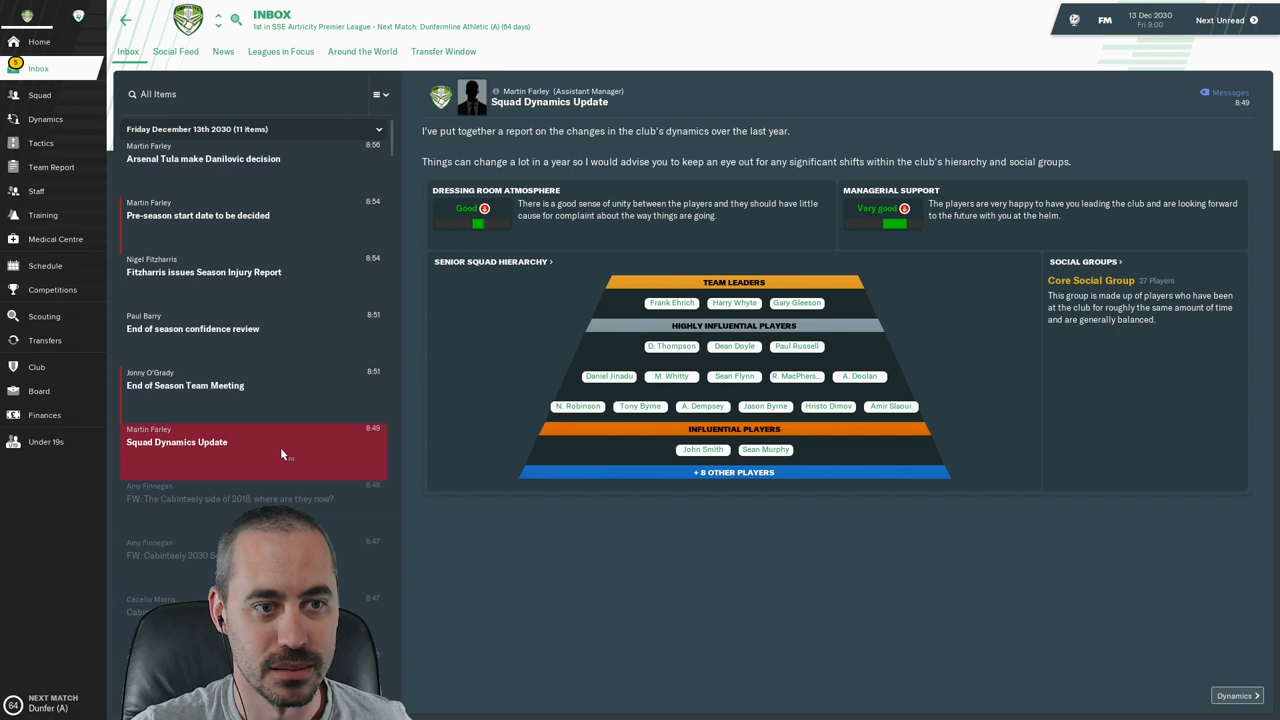 INBOX
1st in SSE Airtricity Premier League - Next Match: Dunfermline Athletic (A) (64 days)
FM
13 Dec 2030
Fri 9:00
Next Unread
Inbox
Social Feed
News
Leagues in Focus
Around the World
Transfer Window
Home
5
Inbox
Squad
Dynamics
Tactics
Team Report
Staff
Training
Medical Centre
Schedule
Competitions
Scouting
Transfers
Club
Board
Finances
Under 19s
64
NEXT MATCH
Dunfer (A)
All Items
Friday December 13th 2030 (11 items)
Martin Farley 8:56
Arsenal Tula make Danilovic decision
Martin Farley 8:54
Pre-season start date to be decided
Nigel Fitzharris 8:54
Fitzharris issues Season Injury Report
Paul Barry 8:51
End of season confidence review
Jonny O'Grady 8:51
End of Season Team Meeting
Martin Farley 8:49
Squad Dynamics Update
Amy Finnegan 8:48
FW: The Cabinteely side of 2018: where are they now?
Amy Finnegan 8:47
FW: Cabinteely 2030
Cecelia Morris 8:47
Martin Farley (Assistant Manager)
Squad Dynamics Update
Messages
8:49
I've put together a report on the changes in the club's dynamics over the last year.
Things can change a lot in a year so I would advise you to keep an eye out for any significant shifts within the club's hierarchy and social groups.
DRESSING ROOM ATMOSPHERE
Good
There is a good sense of unity between the players and they should have little
cause for complaint about the way things are going.
MANAGERIAL SUPPORT
Very good
The players are very happy to have you leading the club and are looking forward
to the future with you at the helm.
SENIOR SQUAD HIERARCHY >
TEAM LEADERS
Frank Ehrich Harry Whyte Gary Gleeson
HIGHLY INFLUENTIAL PLAYERS
D. Thompson Dean Doyle Paul Russell
Daniel Jinadu M. Whitty Sean Flynn R. MacPhers... A. Doolan
N. Robinson Tony Byrne A. Dempsey Jason Byrne Hristo Dimov Amir Slaoui
INFLUENTIAL PLAYERS
John Smith Sean Murphy
+ 8 OTHER PLAYERS
SOCIAL GROUPS >
Core Social Group 27 Players
This group is made up of players who have been
at the club for roughly the same amount of time
and are generally balanced.
Dynamics >